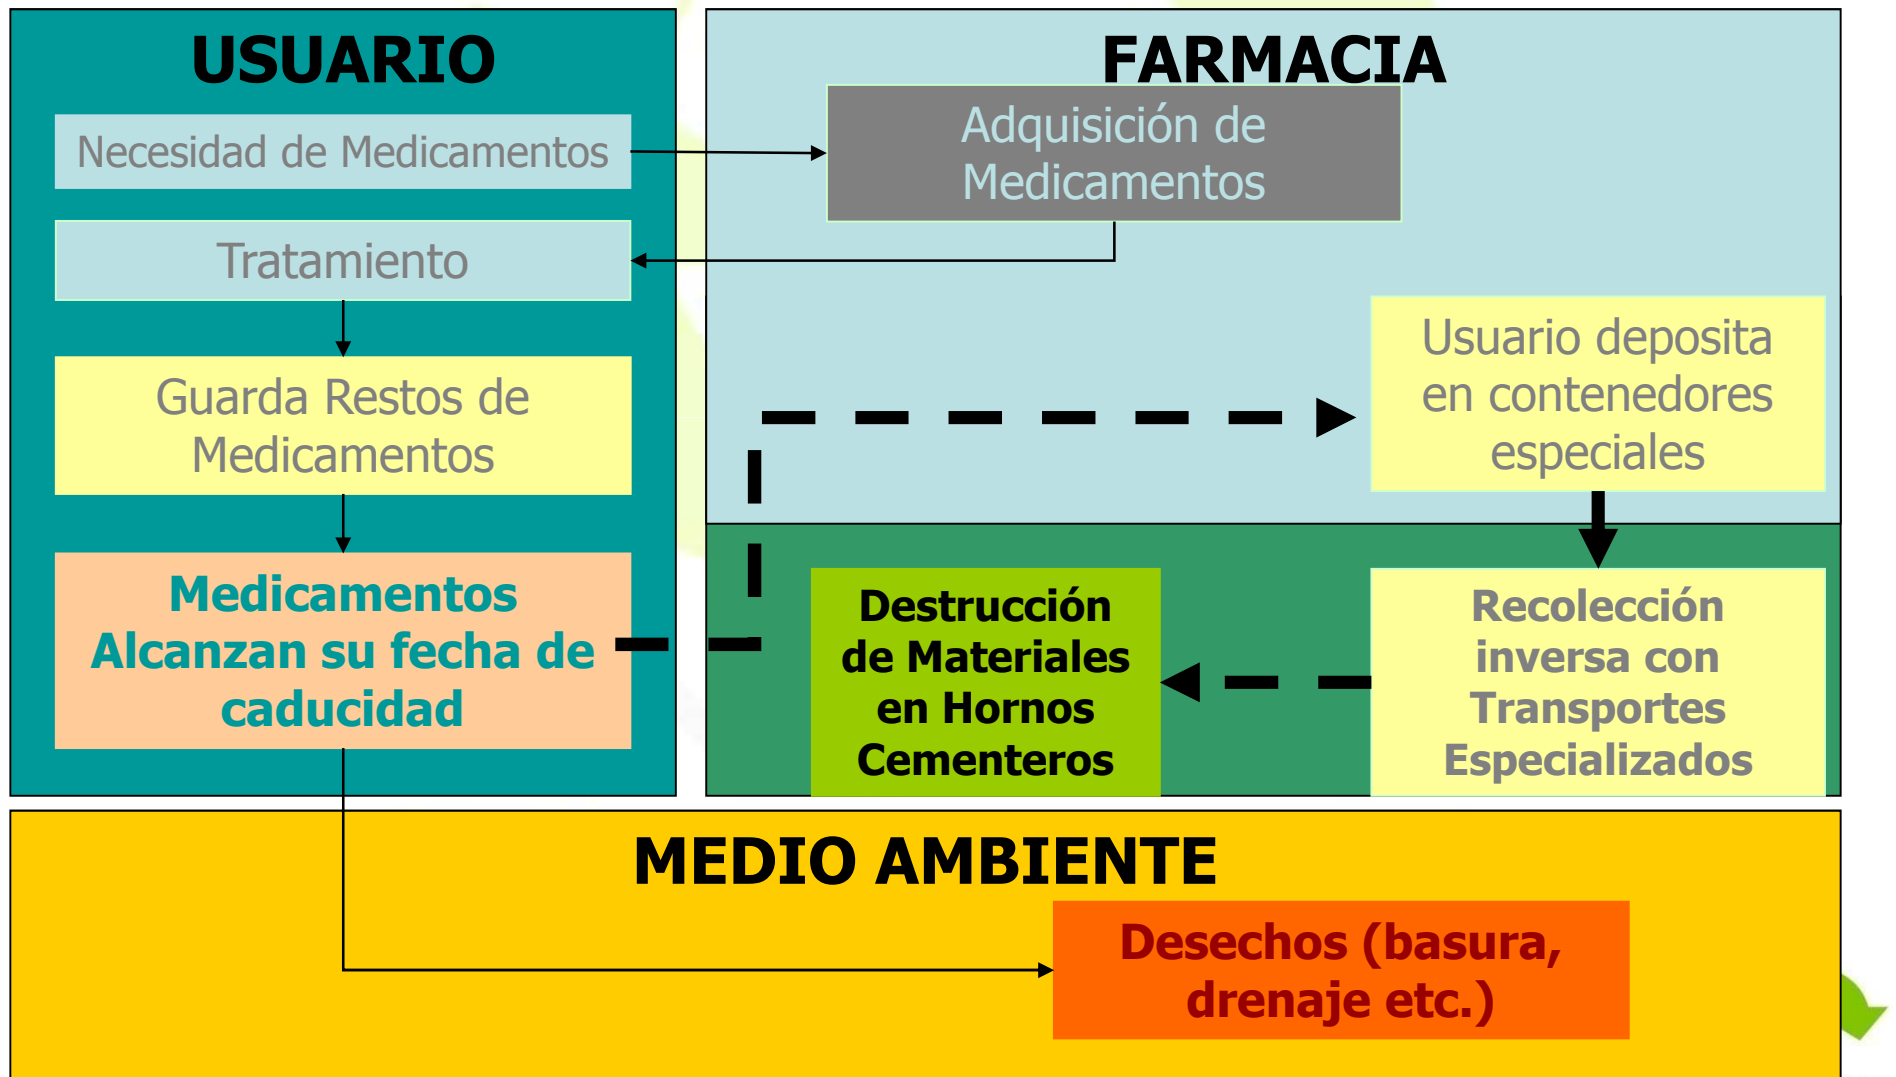 USUARIO
Necesidad de Medicamentos
Tratamiento
Guarda Restos de
Medicamentos
Medicamentos
Alcanzan su fecha de
caducidad
FARMACIA
Adquisición de
Medicamentos
Usuario deposita
en contenedores
especiales
Recolección
inversa con
Transportes
Especializados
Destrucción
de Materiales
en Hornos
Cementeros
MEDIO AMBIENTE
Desechos (basura,
drenaje etc.)